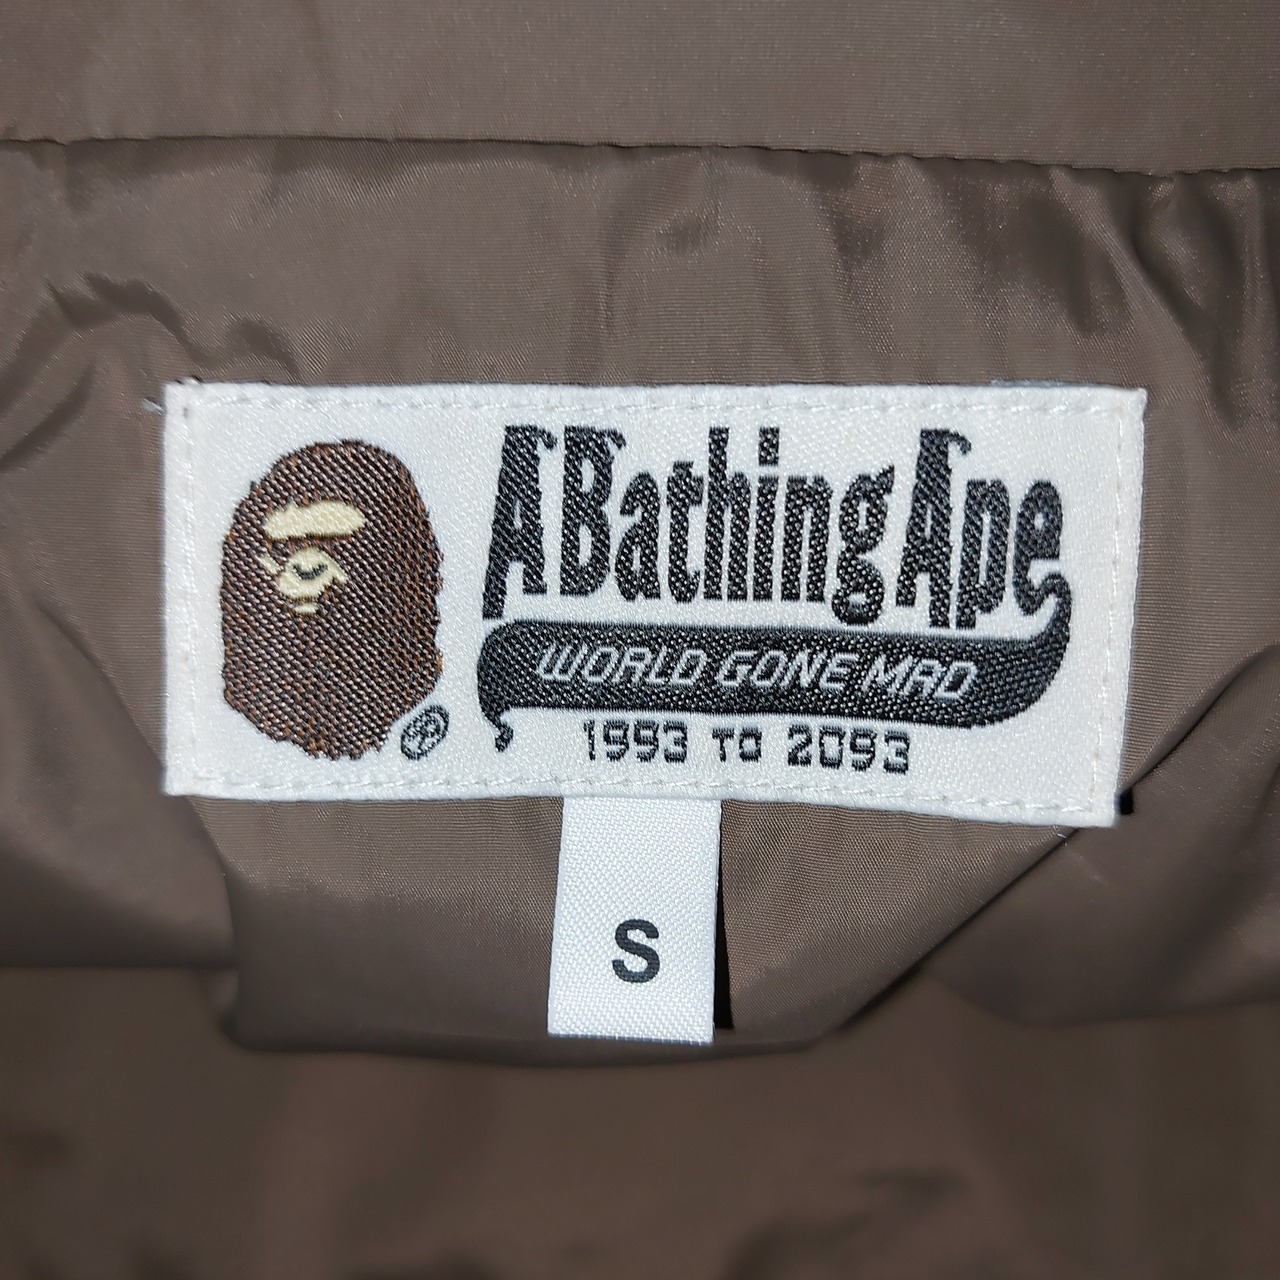 A Bathing Ape
WORLD GONE MAD
1993 TO 2093
®
S